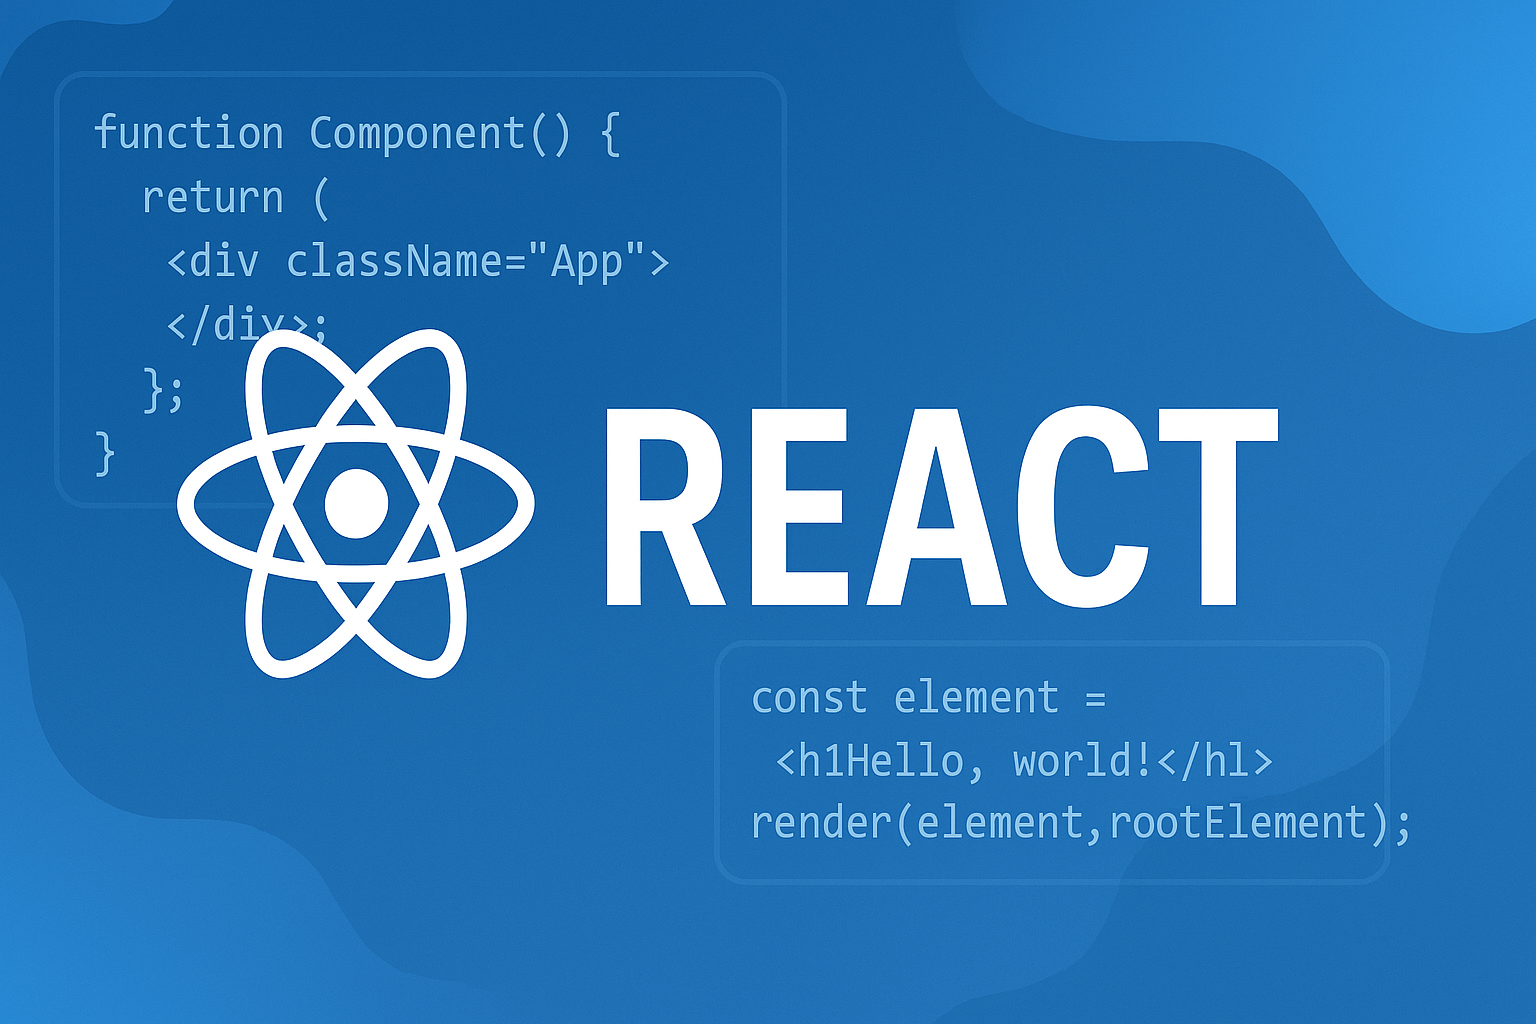 function Component() {
return (
<div className="App">
</div>;
};
}
REACT
const element =
<h1Hello, world!</hl>
render(element,rootElement);